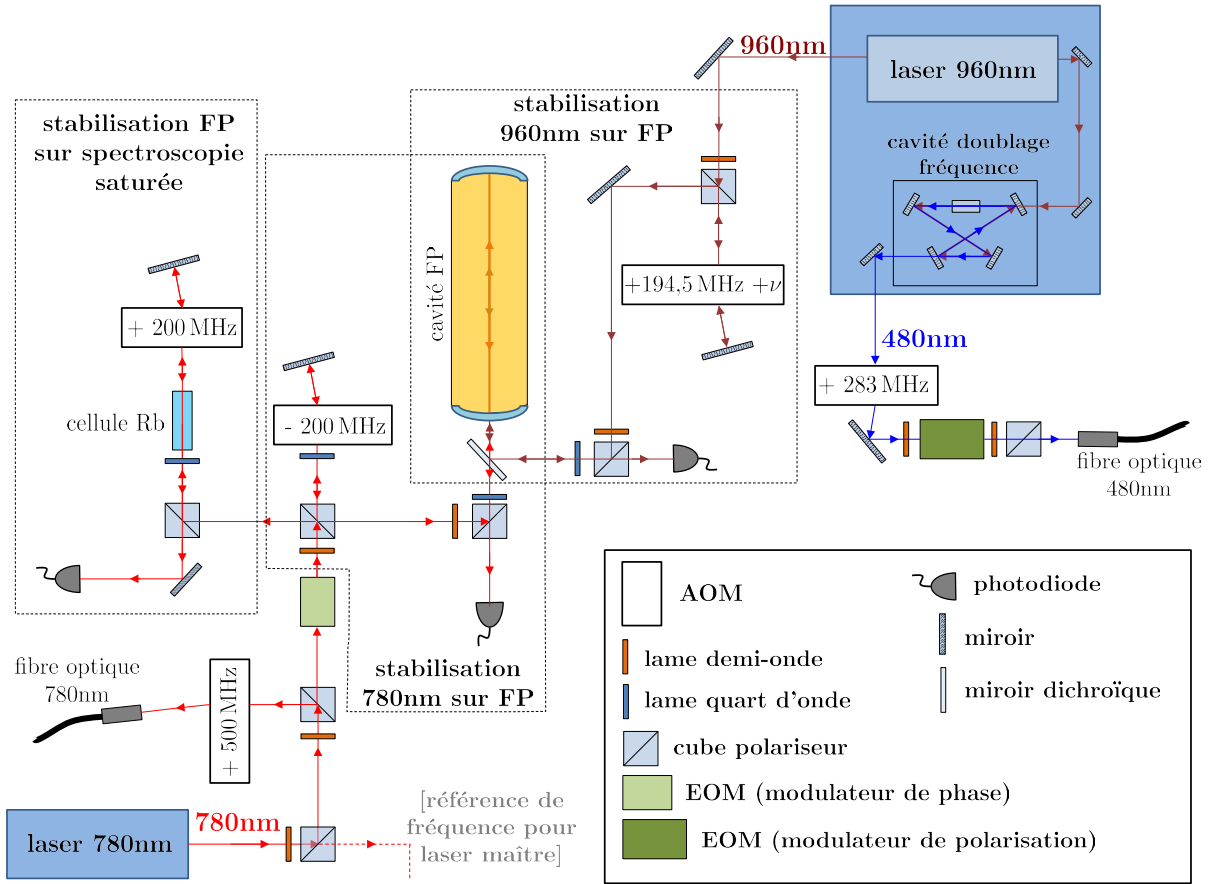 stabilisation FP
sur spectroscopie
saturée
+ 200 MHz
cellule Rb
- 200 MHz
stabilisation
780nm sur FP
fibre optique
780nm
+ 500 MHz
laser 780nm
780nm
[référence de
fréquence pour
laser maître]
stabilisation
960nm sur FP
cavité FP
+194,5 MHz +ν
960nm
laser 960nm
cavité doublage
fréquence
480nm
+ 283 MHz
fibre optique
480nm
AOM
lame demi-onde
lame quart d'onde
cube polariseur
EOM (modulateur de phase)
EOM (modulateur de polarisation)
photodiode
miroir
miroir dichroïque